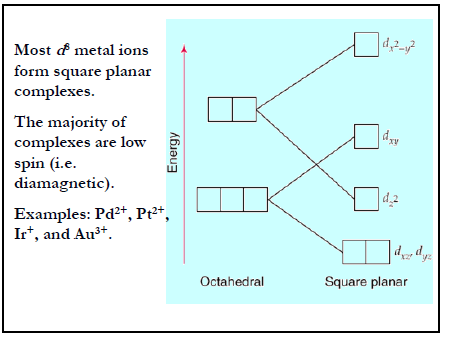 Most d⁸ metal ions
form square planar
complexes.
The majority of
complexes are low
spin (i.e.
diamagnetic).
Examples: Pd²⁺, Pt²⁺,
Ir⁺, and Au³⁺.
Energy
dx²–y²
dxy
dz²
dxz, dyz
Octahedral
Square planar